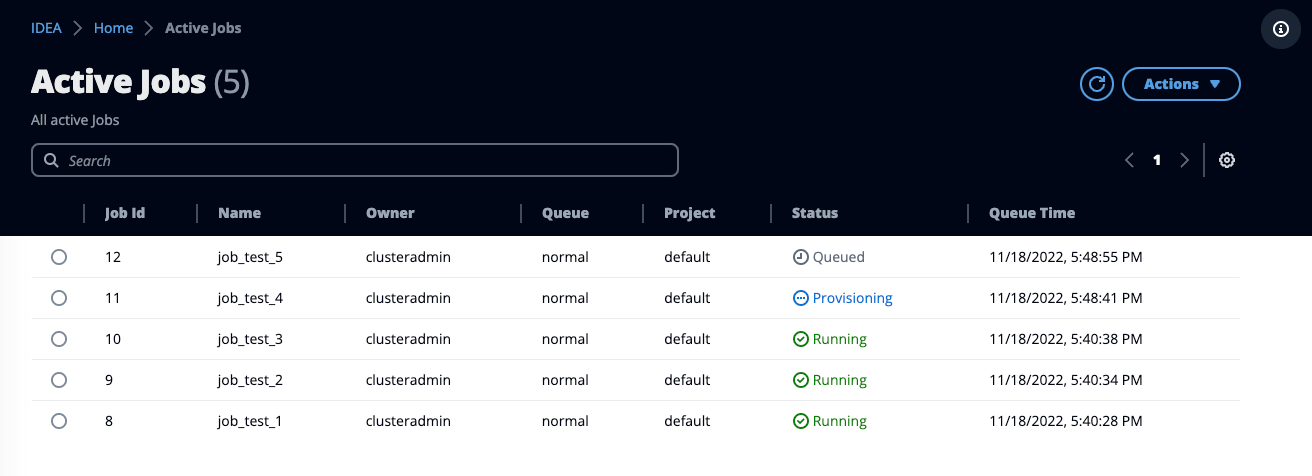 IDEA > Home > Active Jobs
Active Jobs (5)
Actions
All active Jobs
Search
1
Job Id Name Owner Queue Project Status Queue Time
12 job_test_5 clusteradmin normal default Queued 11/18/2022, 5:48:55 PM
11 job_test_4 clusteradmin normal default Provisioning 11/18/2022, 5:48:41 PM
10 job_test_3 clusteradmin normal default Running 11/18/2022, 5:40:38 PM
9 job_test_2 clusteradmin normal default Running 11/18/2022, 5:40:34 PM
8 job_test_1 clusteradmin normal default Running 11/18/2022, 5:40:28 PM